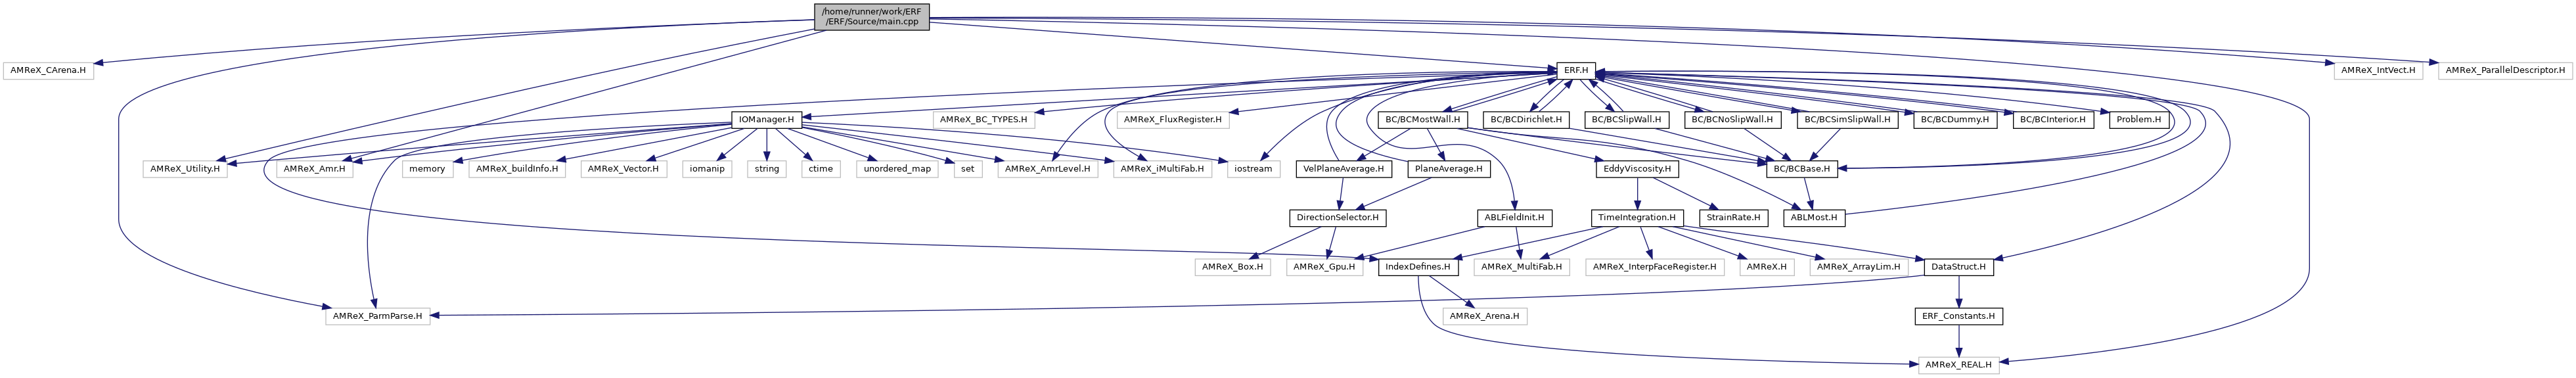 /home/runner/work/ERF
/ERF/Source/main.cpp
AMReX_CArena.H
ERF.H
AMReX_IntVect.H
AMReX_ParallelDescriptor.H
IOManager.H
AMReX_BC_TYPES.H
AMReX_FluxRegister.H
BC/BCMostWall.H
BC/BCDirichlet.H
BC/BCSlipWall.H
BC/BCNoSlipWall.H
BC/BCSimSlipWall.H
BC/BCDummy.H
BC/BCInterior.H
Problem.H
AMReX_Utility.H
AMReX_Amr.H
memory
AMReX_buildInfo.H
AMReX_Vector.H
iomanip
string
ctime
unordered_map
set
AMReX_AmrLevel.H
AMReX_iMultiFab.H
iostream
VelPlaneAverage.H
PlaneAverage.H
EddyViscosity.H
BC/BCBase.H
DirectionSelector.H
ABLFieldInit.H
TimeIntegration.H
StrainRate.H
ABLMost.H
AMReX_Box.H
AMReX_Gpu.H
IndexDefines.H
AMReX_MultiFab.H
AMReX_InterpFaceRegister.H
AMReX.H
AMReX_ArrayLim.H
DataStruct.H
AMReX_ParmParse.H
AMReX_Arena.H
ERF_Constants.H
AMReX_REAL.H